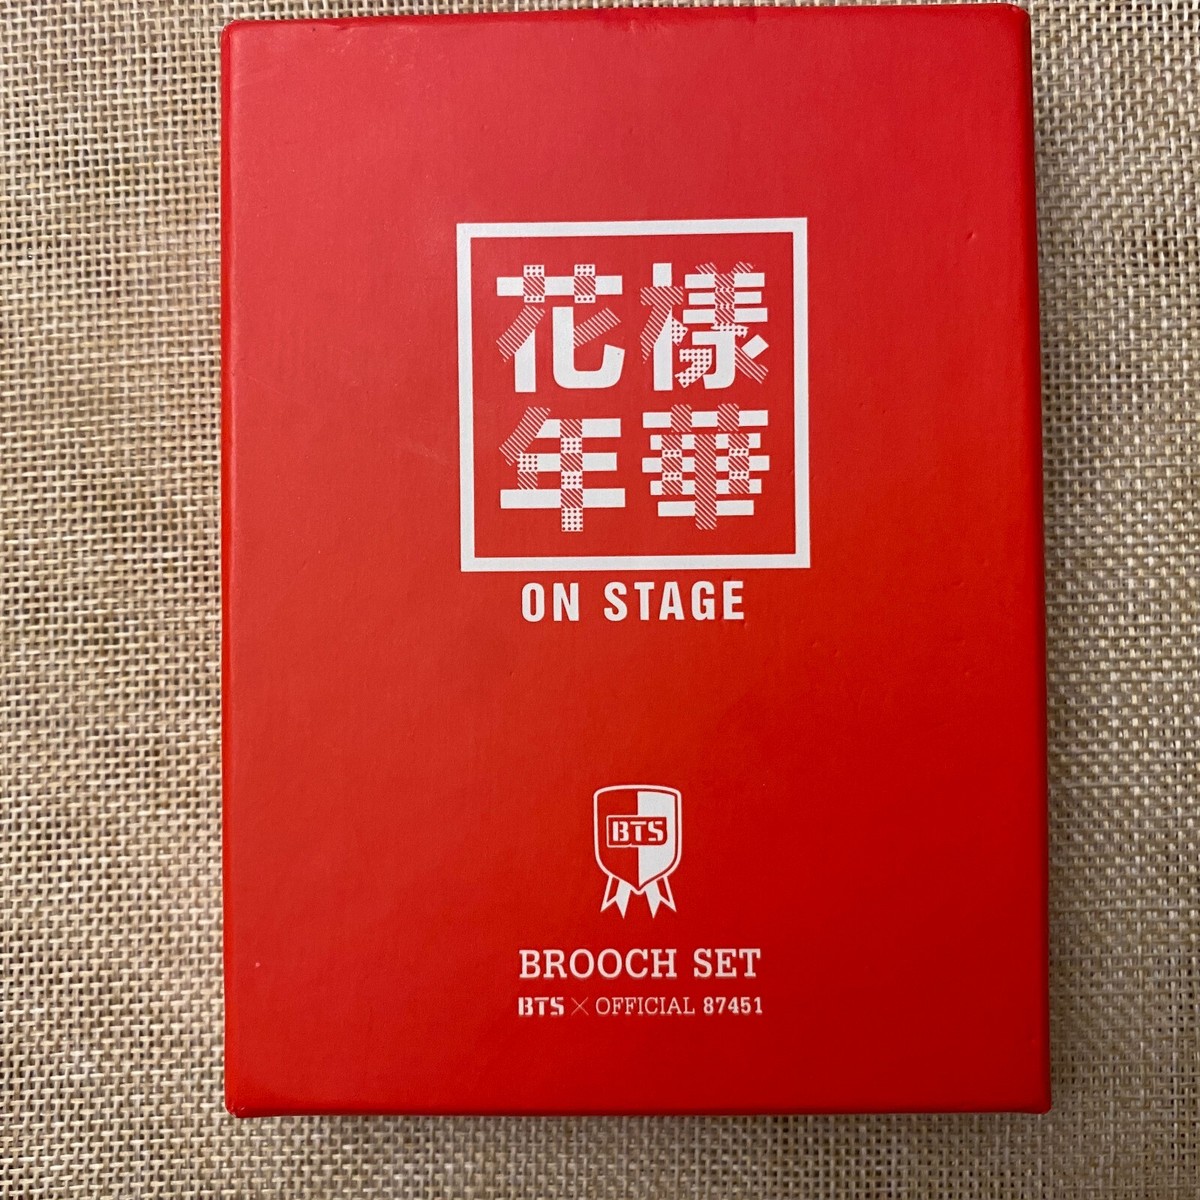 花樣
年華
ON STAGE
BTS
BROOCH SET
BTS × OFFICIAL 87451